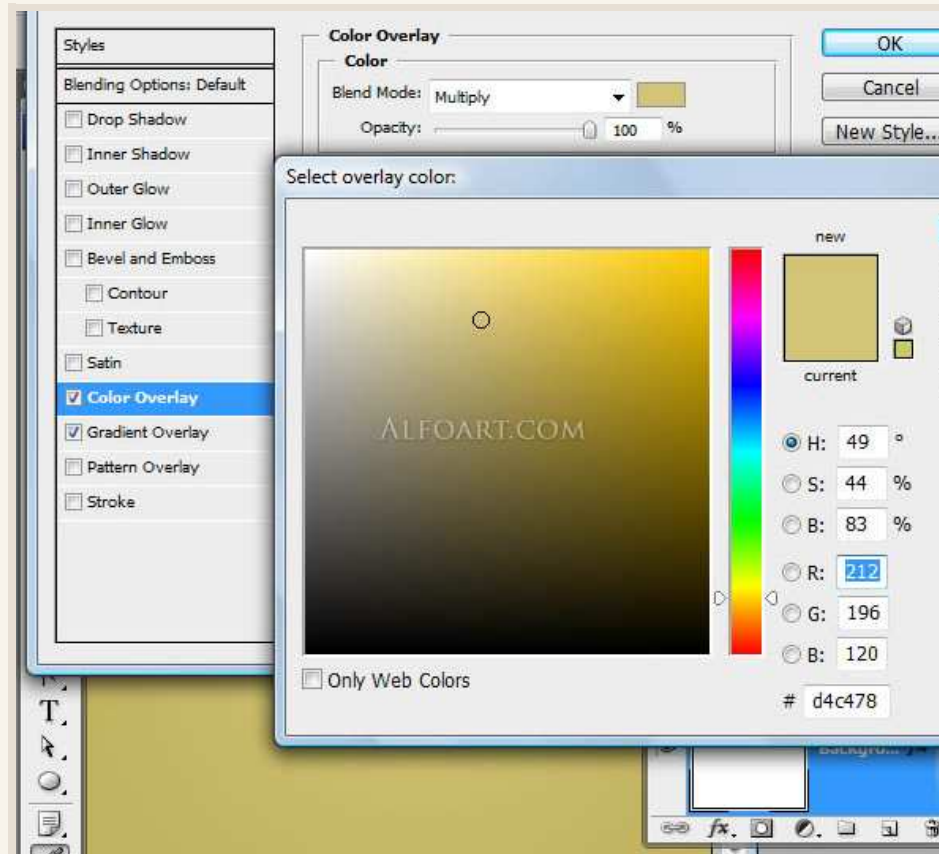 Styles
Blending Options: Default
Drop Shadow
Inner Shadow
Outer Glow
Inner Glow
Bevel and Emboss
Contour
Texture
Satin
Color Overlay
Gradient Overlay
Pattern Overlay
Stroke
Color Overlay
Color
Blend Mode: Multiply
Opacity: 100 %
OK
Cancel
New Style...
Select overlay color:
new
current
ALFOART.COM
H: 49 °
S: 44 %
B: 83 %
R: 212
G: 196
B: 120
# d4c478
Only Web Colors
T
Backgro...
fx.